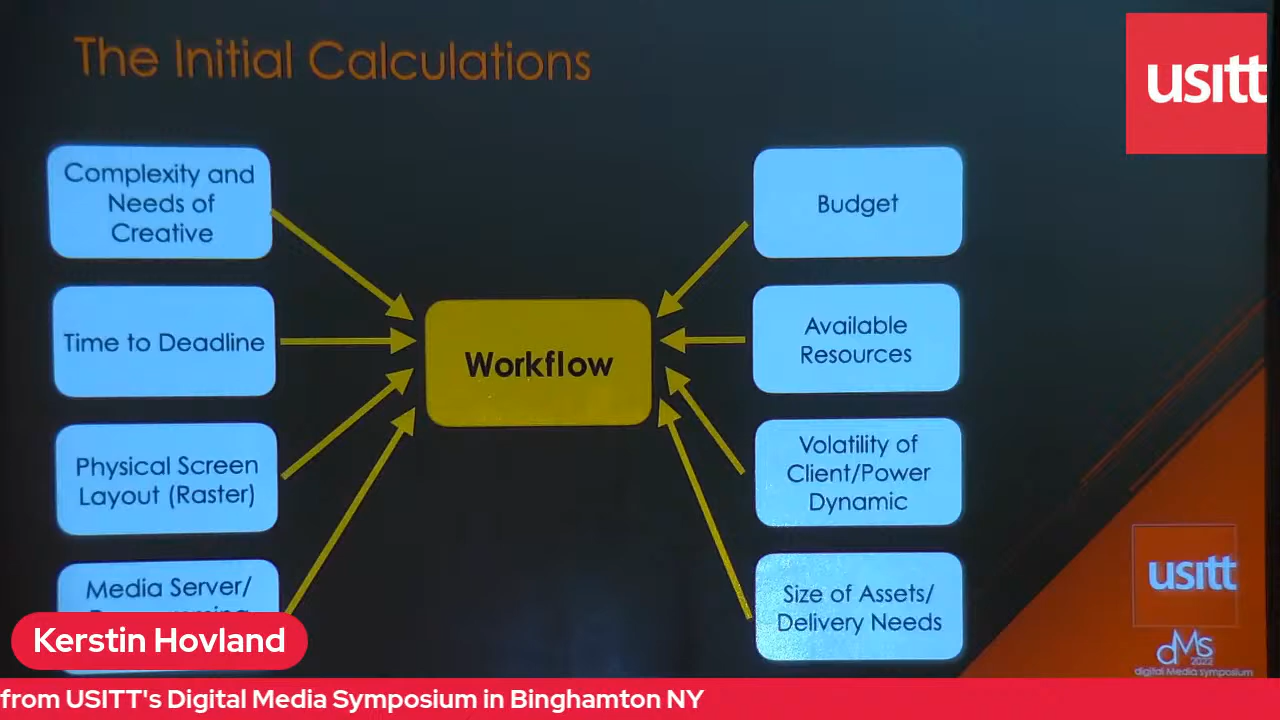 The Initial Calculations
usitt
Complexity and
Needs of
Creative
Budget
Time to Deadline
Available
Resources
Workflow
Physical Screen
Layout (Raster)
Volatility of
Client/Power
Dynamic
Media Server/
Size of Assets/
Delivery Needs
usitt
dMs
2022
digital Media symposium
Kerstin Hovland
from USITT's Digital Media Symposium in Binghamton NY